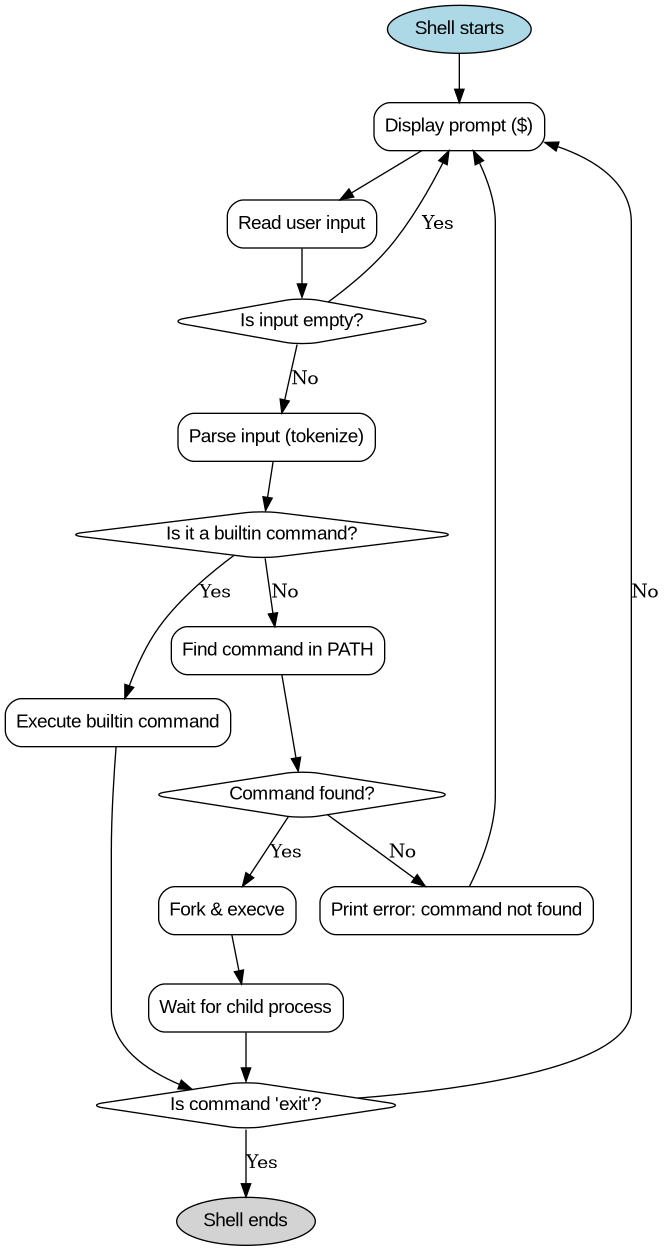 Shell starts
Display prompt ($)
Read user input
Yes
Is input empty?
No
Parse input (tokenize)
Is it a builtin command?
Yes
No
No
Find command in PATH
Execute builtin command
Command found?
Yes
No
Fork & execve
Print error: command not found
Wait for child process
Is command 'exit'?
Yes
Shell ends